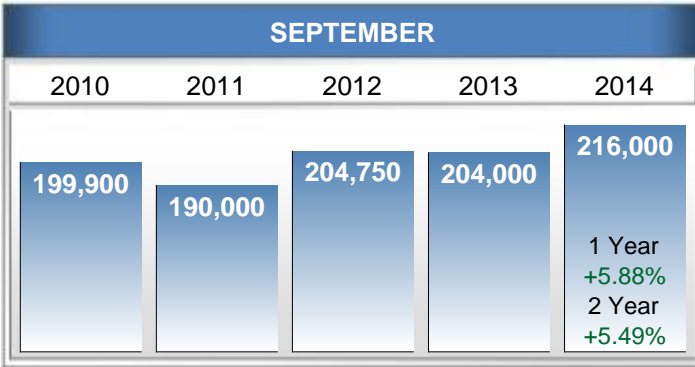 SEPTEMBER
2010 2011 2012 2013 2014
199,900 190,000 204,750 204,000 216,000
1 Year
+5.88%
2 Year
+5.49%